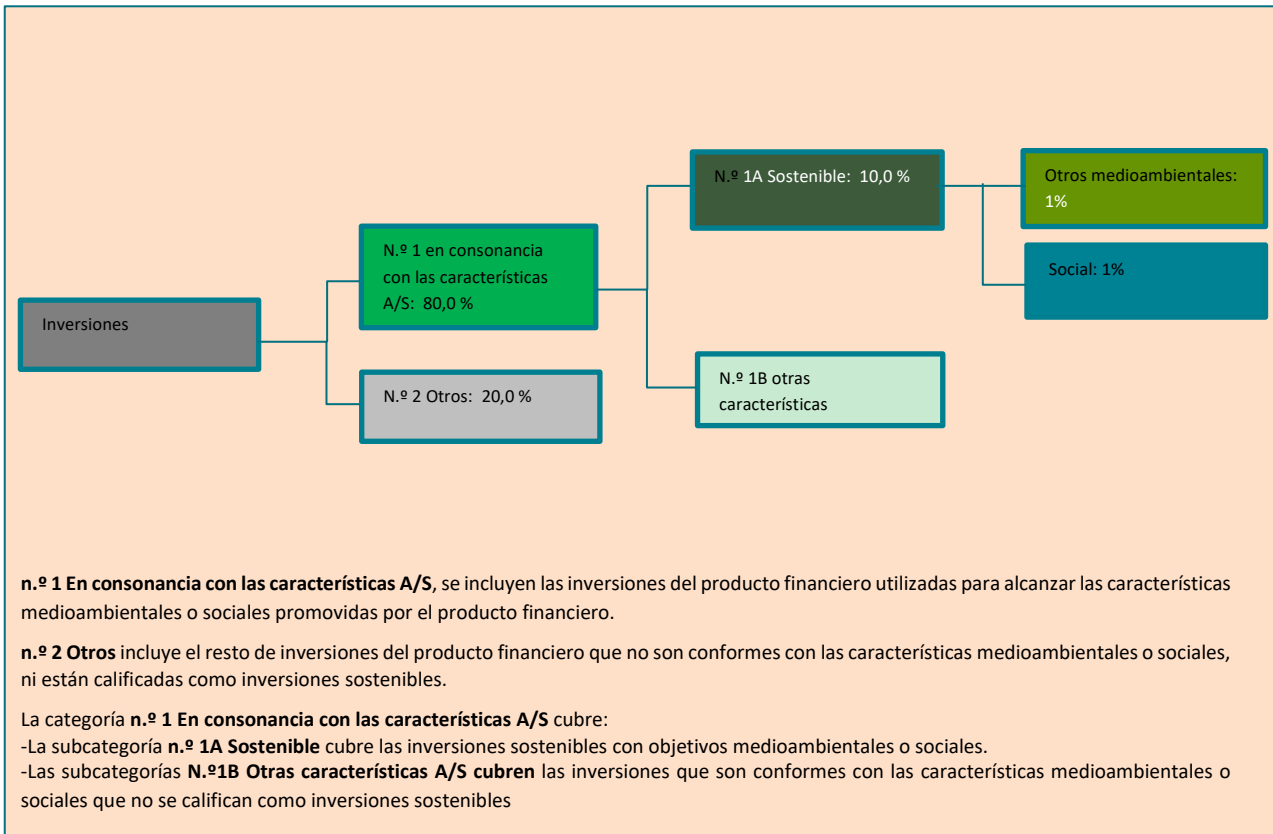 N.º 1A Sostenible: 10,0 %
Otros medioambientales:
1%
N.º 1 en consonancia
con las características
A/S: 80,0 %
Social: 1%
Inversiones
N.º 2 Otros: 20,0 %
N.º 1B otras
características
n.º 1 En consonancia con las características A/S, se incluyen las inversiones del producto financiero utilizadas para alcanzar las características
medioambientales o sociales promovidas por el producto financiero.
n.º 2 Otros incluye el resto de inversiones del producto financiero que no son conformes con las características medioambientales o sociales,
ni están calificadas como inversiones sostenibles.
La categoría n.º 1 En consonancia con las características A/S cubre:
-La subcategoría n.º 1A Sostenible cubre las inversiones sostenibles con objetivos medioambientales o sociales.
-Las subcategorías N.º1B Otras características A/S cubren las inversiones que son conformes con las características medioambientales o
sociales que no se califican como inversiones sostenibles